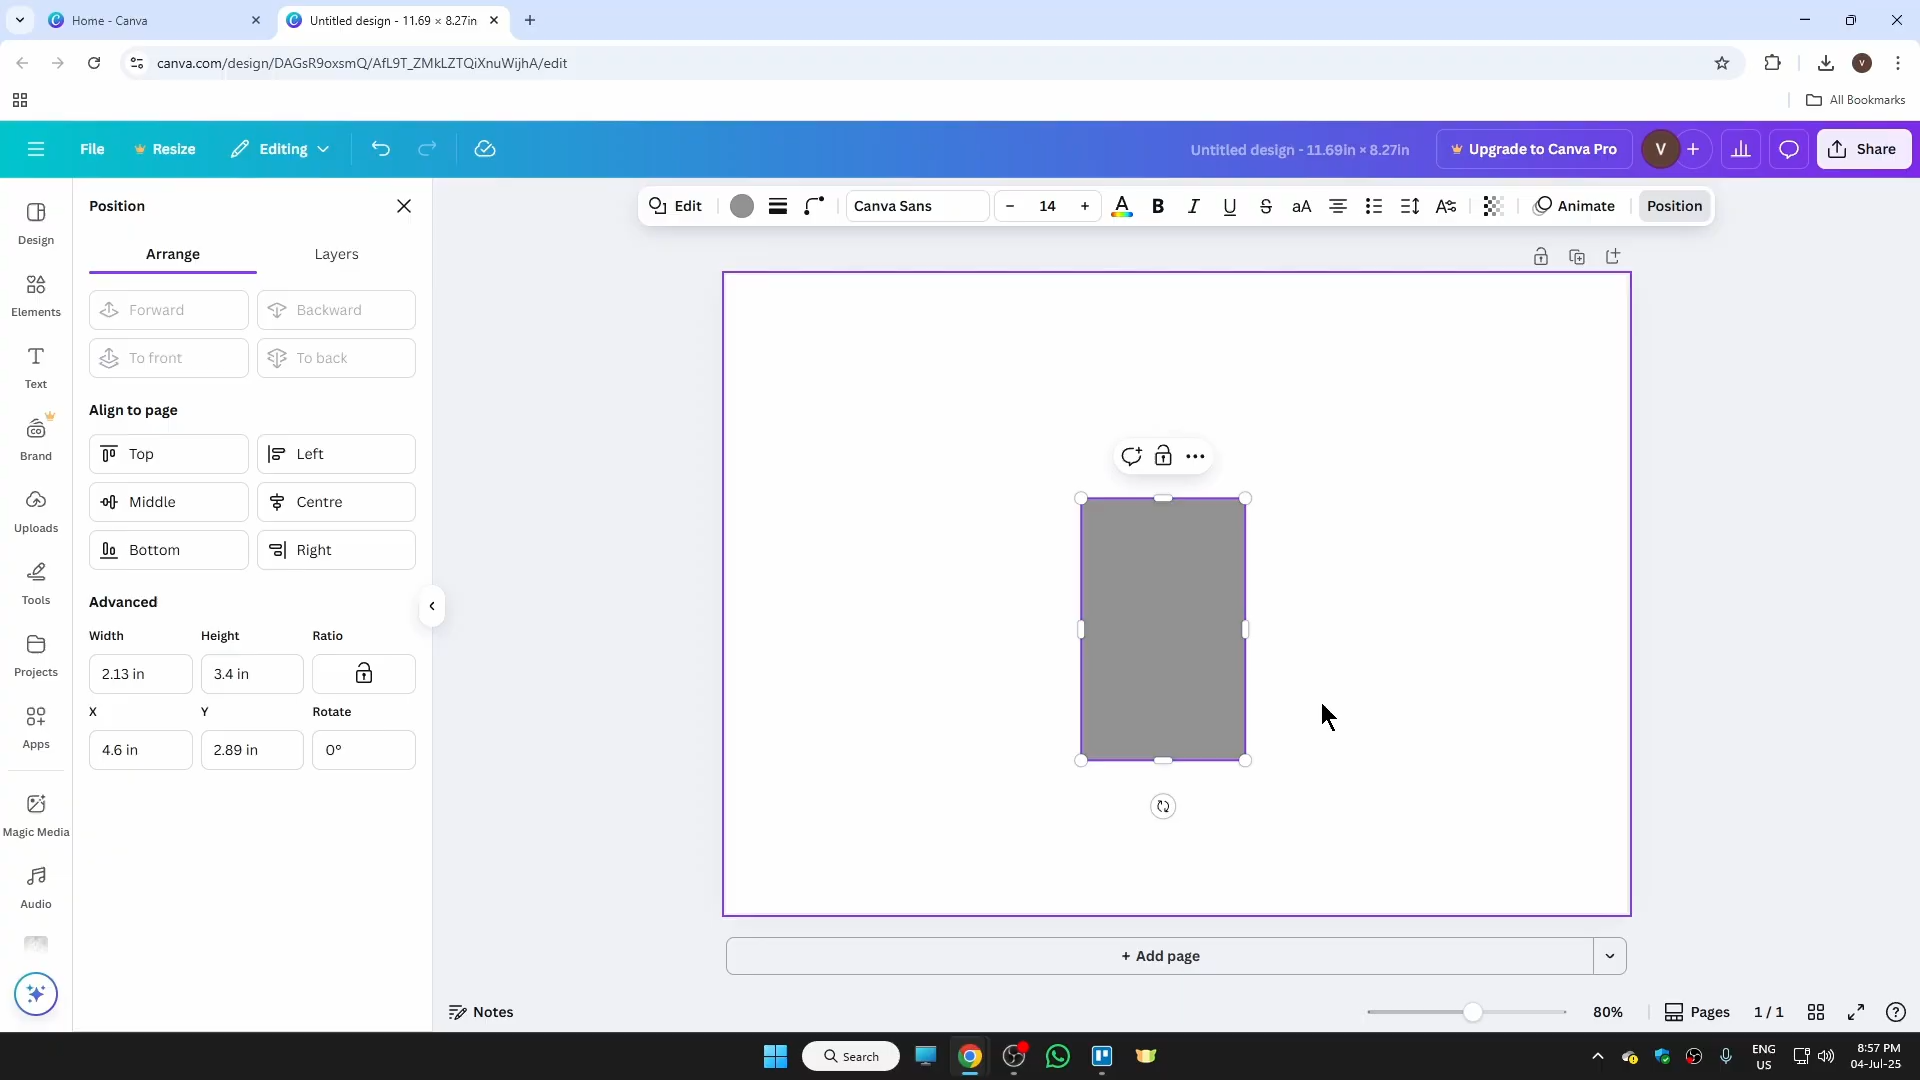 Home - Canva
Untitled design - 11.69 × 8.27in
canva.com/design/DAGsR9oxsmQ/AfL9T_ZMkLZTQiXnuWijhA/edit
V
All Bookmarks
File
Resize
Editing
Untitled design - 11.69in × 8.27in
Upgrade to Canva Pro
V
Share
Design
Elements
Text
Brand
Uploads
Tools
Projects
Apps
Magic Media
Audio
Position
Arrange
Layers
Forward
Backward
To front
To back
Align to page
Top
Left
Middle
Centre
Bottom
Right
Advanced
Width
Height
Ratio
2.13 in
3.4 in
X
Y
Rotate
4.6 in
2.89 in
0°
Edit
Canva Sans
14
A
B
I
U
S
aA
Animate
Position
+ Add page
Notes
80%
Pages
1 / 1
Search
ENG
US
8:57 PM
04-Jul-25